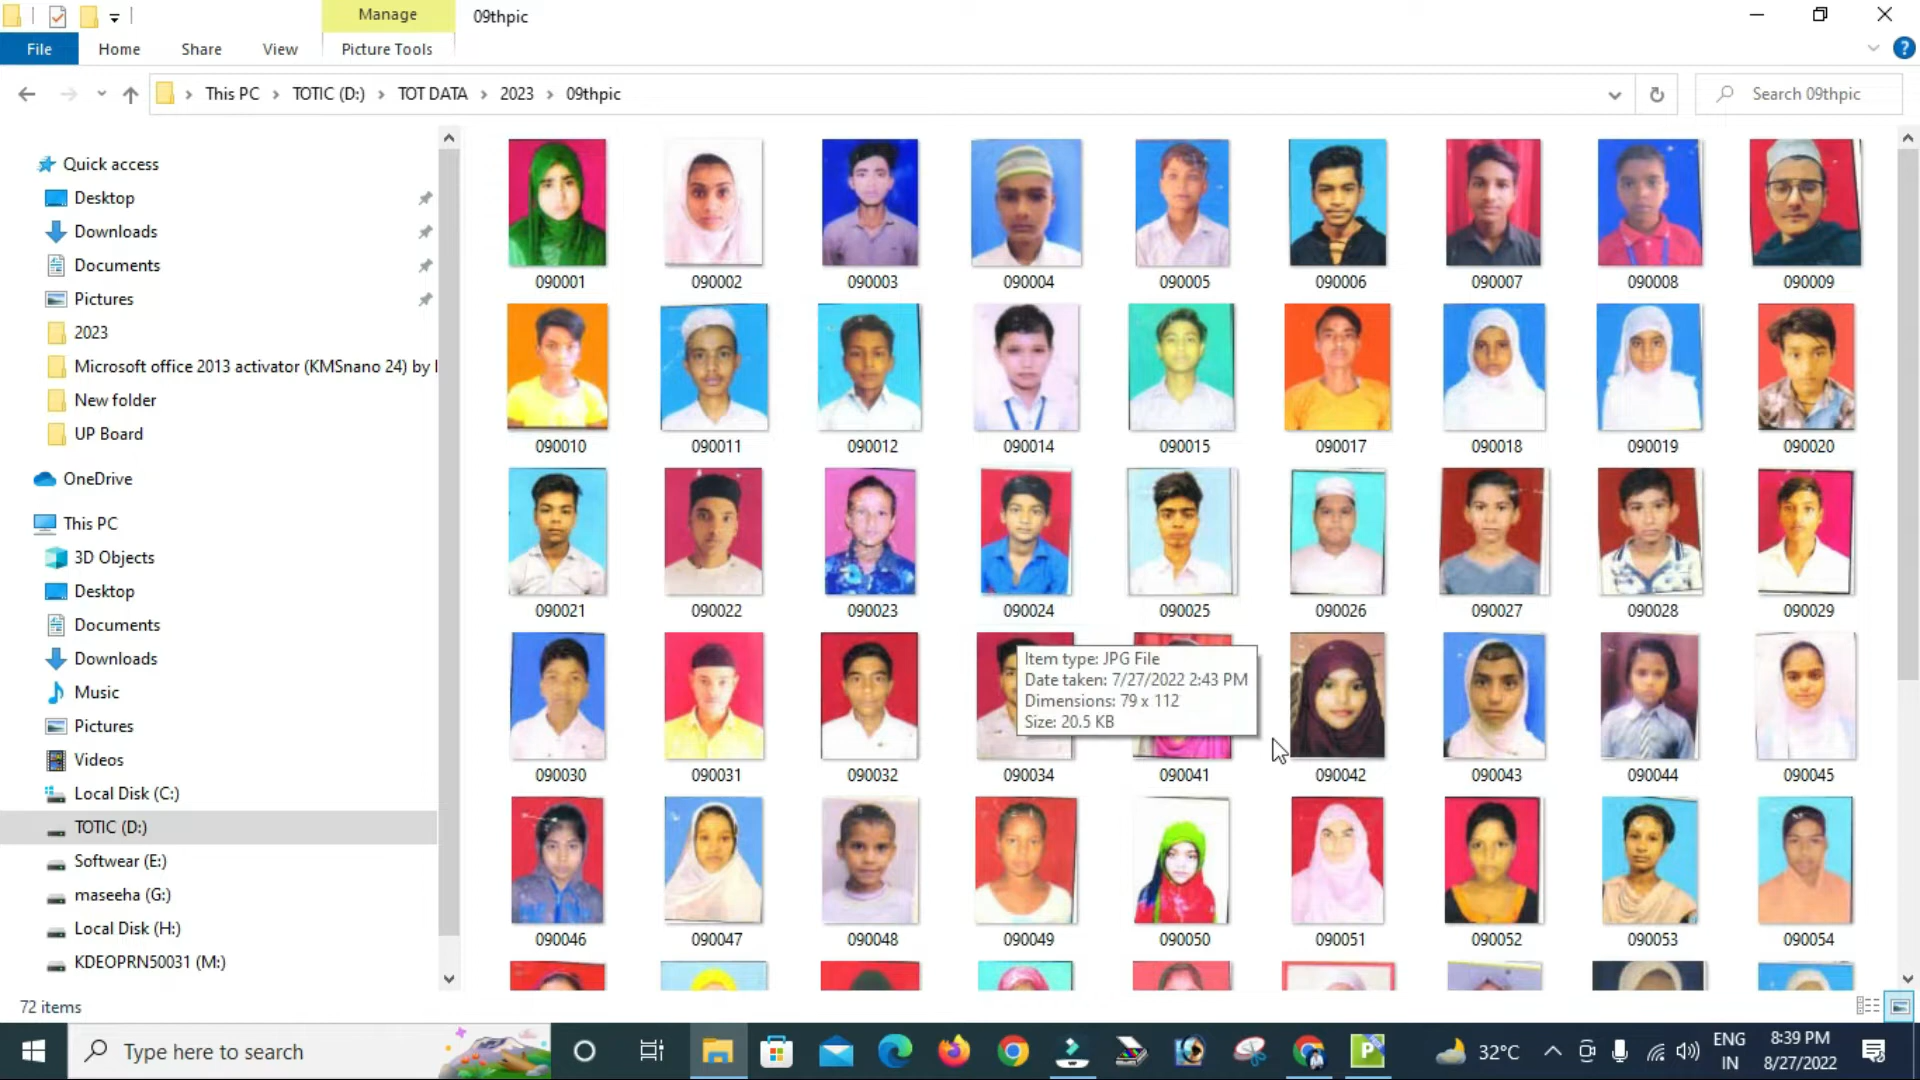 Manage
09thpic
File
Home
Share
View
Picture Tools
This PC
TOTIC (D:)
TOT DATA
2023
09thpic
Search 09thpic
Quick access
Desktop
Downloads
Documents
Pictures
2023
Microsoft office 2013 activator (KMSnano 24) by
New folder
UP Board
OneDrive
This PC
3D Objects
Desktop
Documents
Downloads
Music
Pictures
Videos
Local Disk (C:)
TOTIC (D:)
Softwear (E:)
maseeha (G:)
Local Disk (H:)
KDEOPRN50031 (M:)
090001 090002 090003 090004 090005 090006 090007 090008 090009
090010 090011 090012 090014 090015 090017 090018 090019 090020
090021 090022 090023 090024 090025 090026 090027 090028 090029
Item type: JPG File
Date taken: 7/27/2022 2:43 PM
Dimensions: 79 x 112
Size: 20.5 KB
090030 090031 090032 090034 090041 090042 090043 090044 090045
090046 090047 090048 090049 090050 090051 090052 090053 090054
72 items
Type here to search
32°C
ENG
IN
8:39 PM
8/27/2022